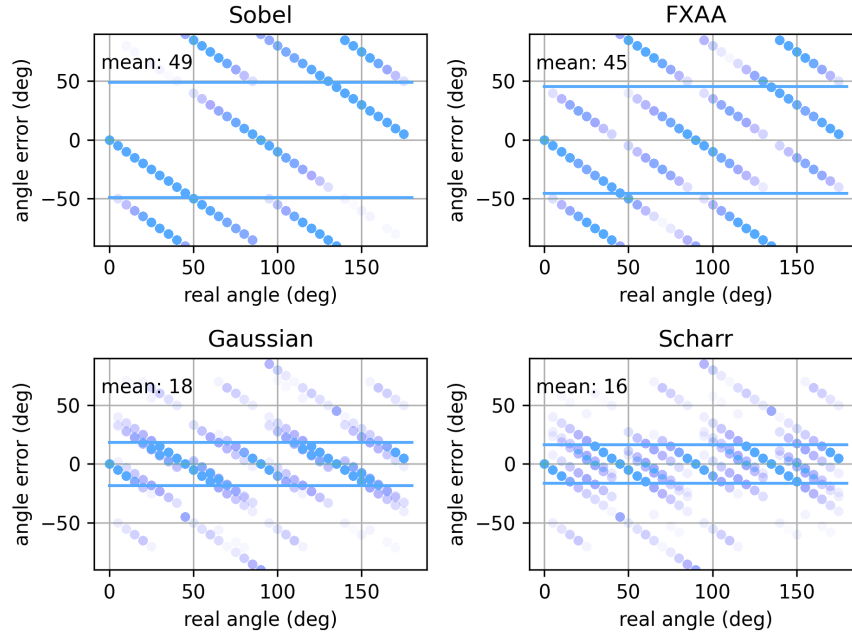 Sobel
mean: 49
angle error (deg)
50
0
−50
0
50
100
150
real angle (deg)
FXAA
mean: 45
angle error (deg)
50
0
−50
0
50
100
150
real angle (deg)
Gaussian
mean: 18
angle error (deg)
50
0
−50
0
50
100
150
real angle (deg)
Scharr
mean: 16
angle error (deg)
50
0
−50
0
50
100
150
real angle (deg)